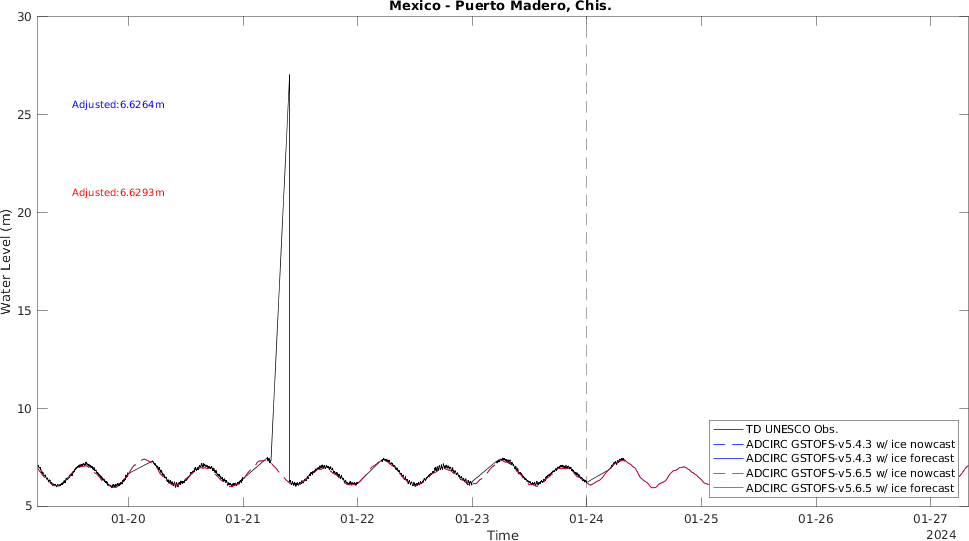 Mexico - Puerto Madero, Chis.
30
25
20
15
10
5
Water Level (m)
Adjusted:6.6264m
Adjusted:6.6293m
TD UNESCO Obs.
ADCIRC GSTOFS-v5.4.3 w/ ice nowcast
ADCIRC GSTOFS-v5.4.3 w/ ice forecast
ADCIRC GSTOFS-v5.6.5 w/ ice nowcast
ADCIRC GSTOFS-v5.6.5 w/ ice forecast
01-20 01-21 01-22 01-23 01-24 01-25 01-26 01-27
Time
2024